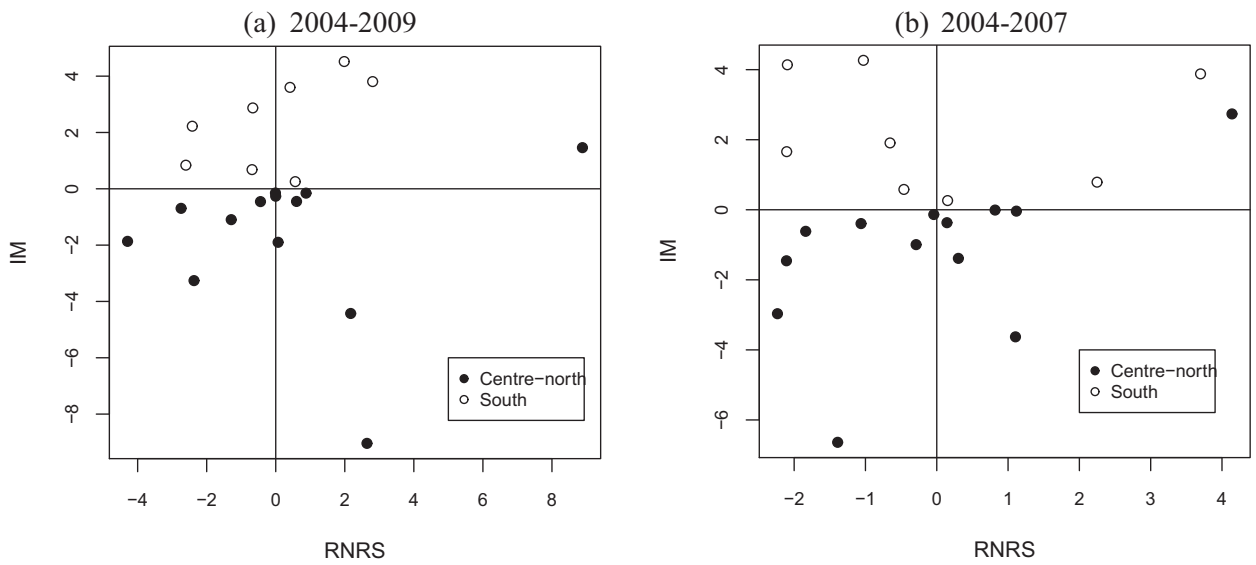 (a) 2004-2009
4
2
0
−2
−4
−6
−8
IM
Centre−north
South
−4 −2 0 2 4 6 8
RNRS
(b) 2004-2007
4
2
0
−2
−4
−6
IM
Centre−north
South
−2 −1 0 1 2 3 4
RNRS